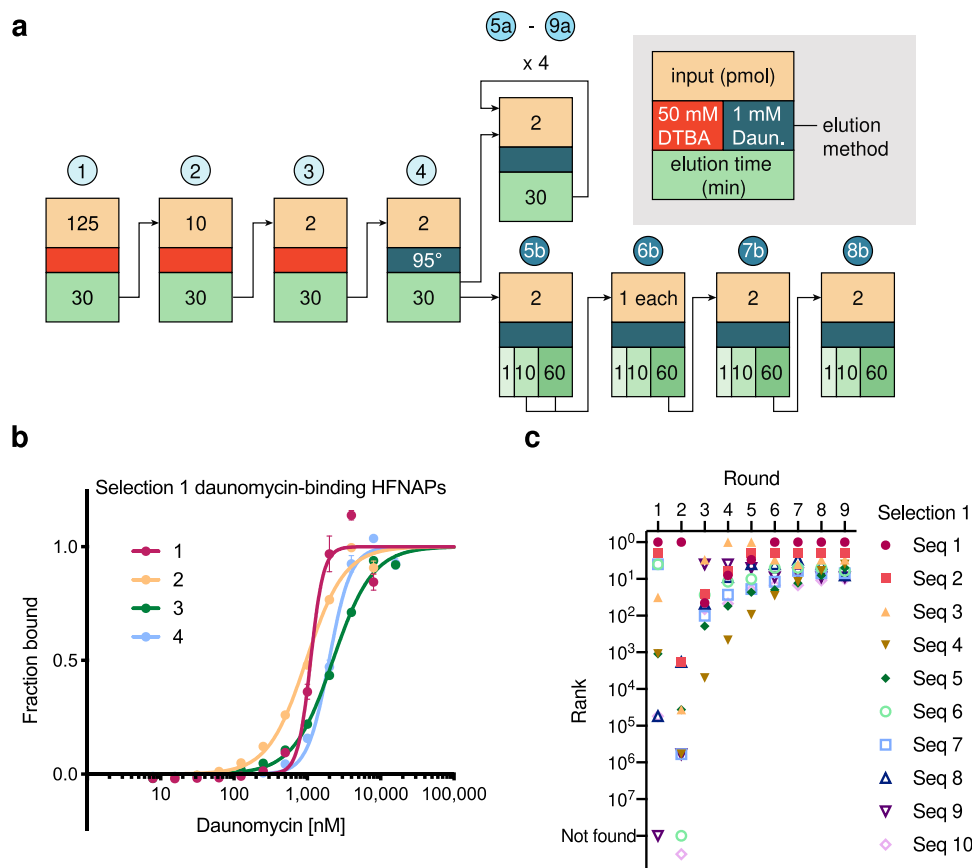 a
5a - 9a
x 4
2
30
input (pmol)
50 mM DTBA
1 mM Daun.
elution time (min)
elution method
1 2 3 4
125 10 2 2
95°
30 30 30 30
5b 6b 7b 8b
2 1 each 2 2
1 10 60 1 10 60 1 10 60 1 10 60
b
Selection 1 daunomycin-binding HFNAPs
1
2
3
4
Fraction bound
1.0
0.5
0.0
10 100 1,000 10,000 100,000
Daunomycin [nM]
c
Round
1 2 3 4 5 6 7 8 9
Rank
10⁰
10¹
10²
10³
10⁴
10⁵
10⁶
10⁷
Not found
Selection 1
Seq 1
Seq 2
Seq 3
Seq 4
Seq 5
Seq 6
Seq 7
Seq 8
Seq 9
Seq 10